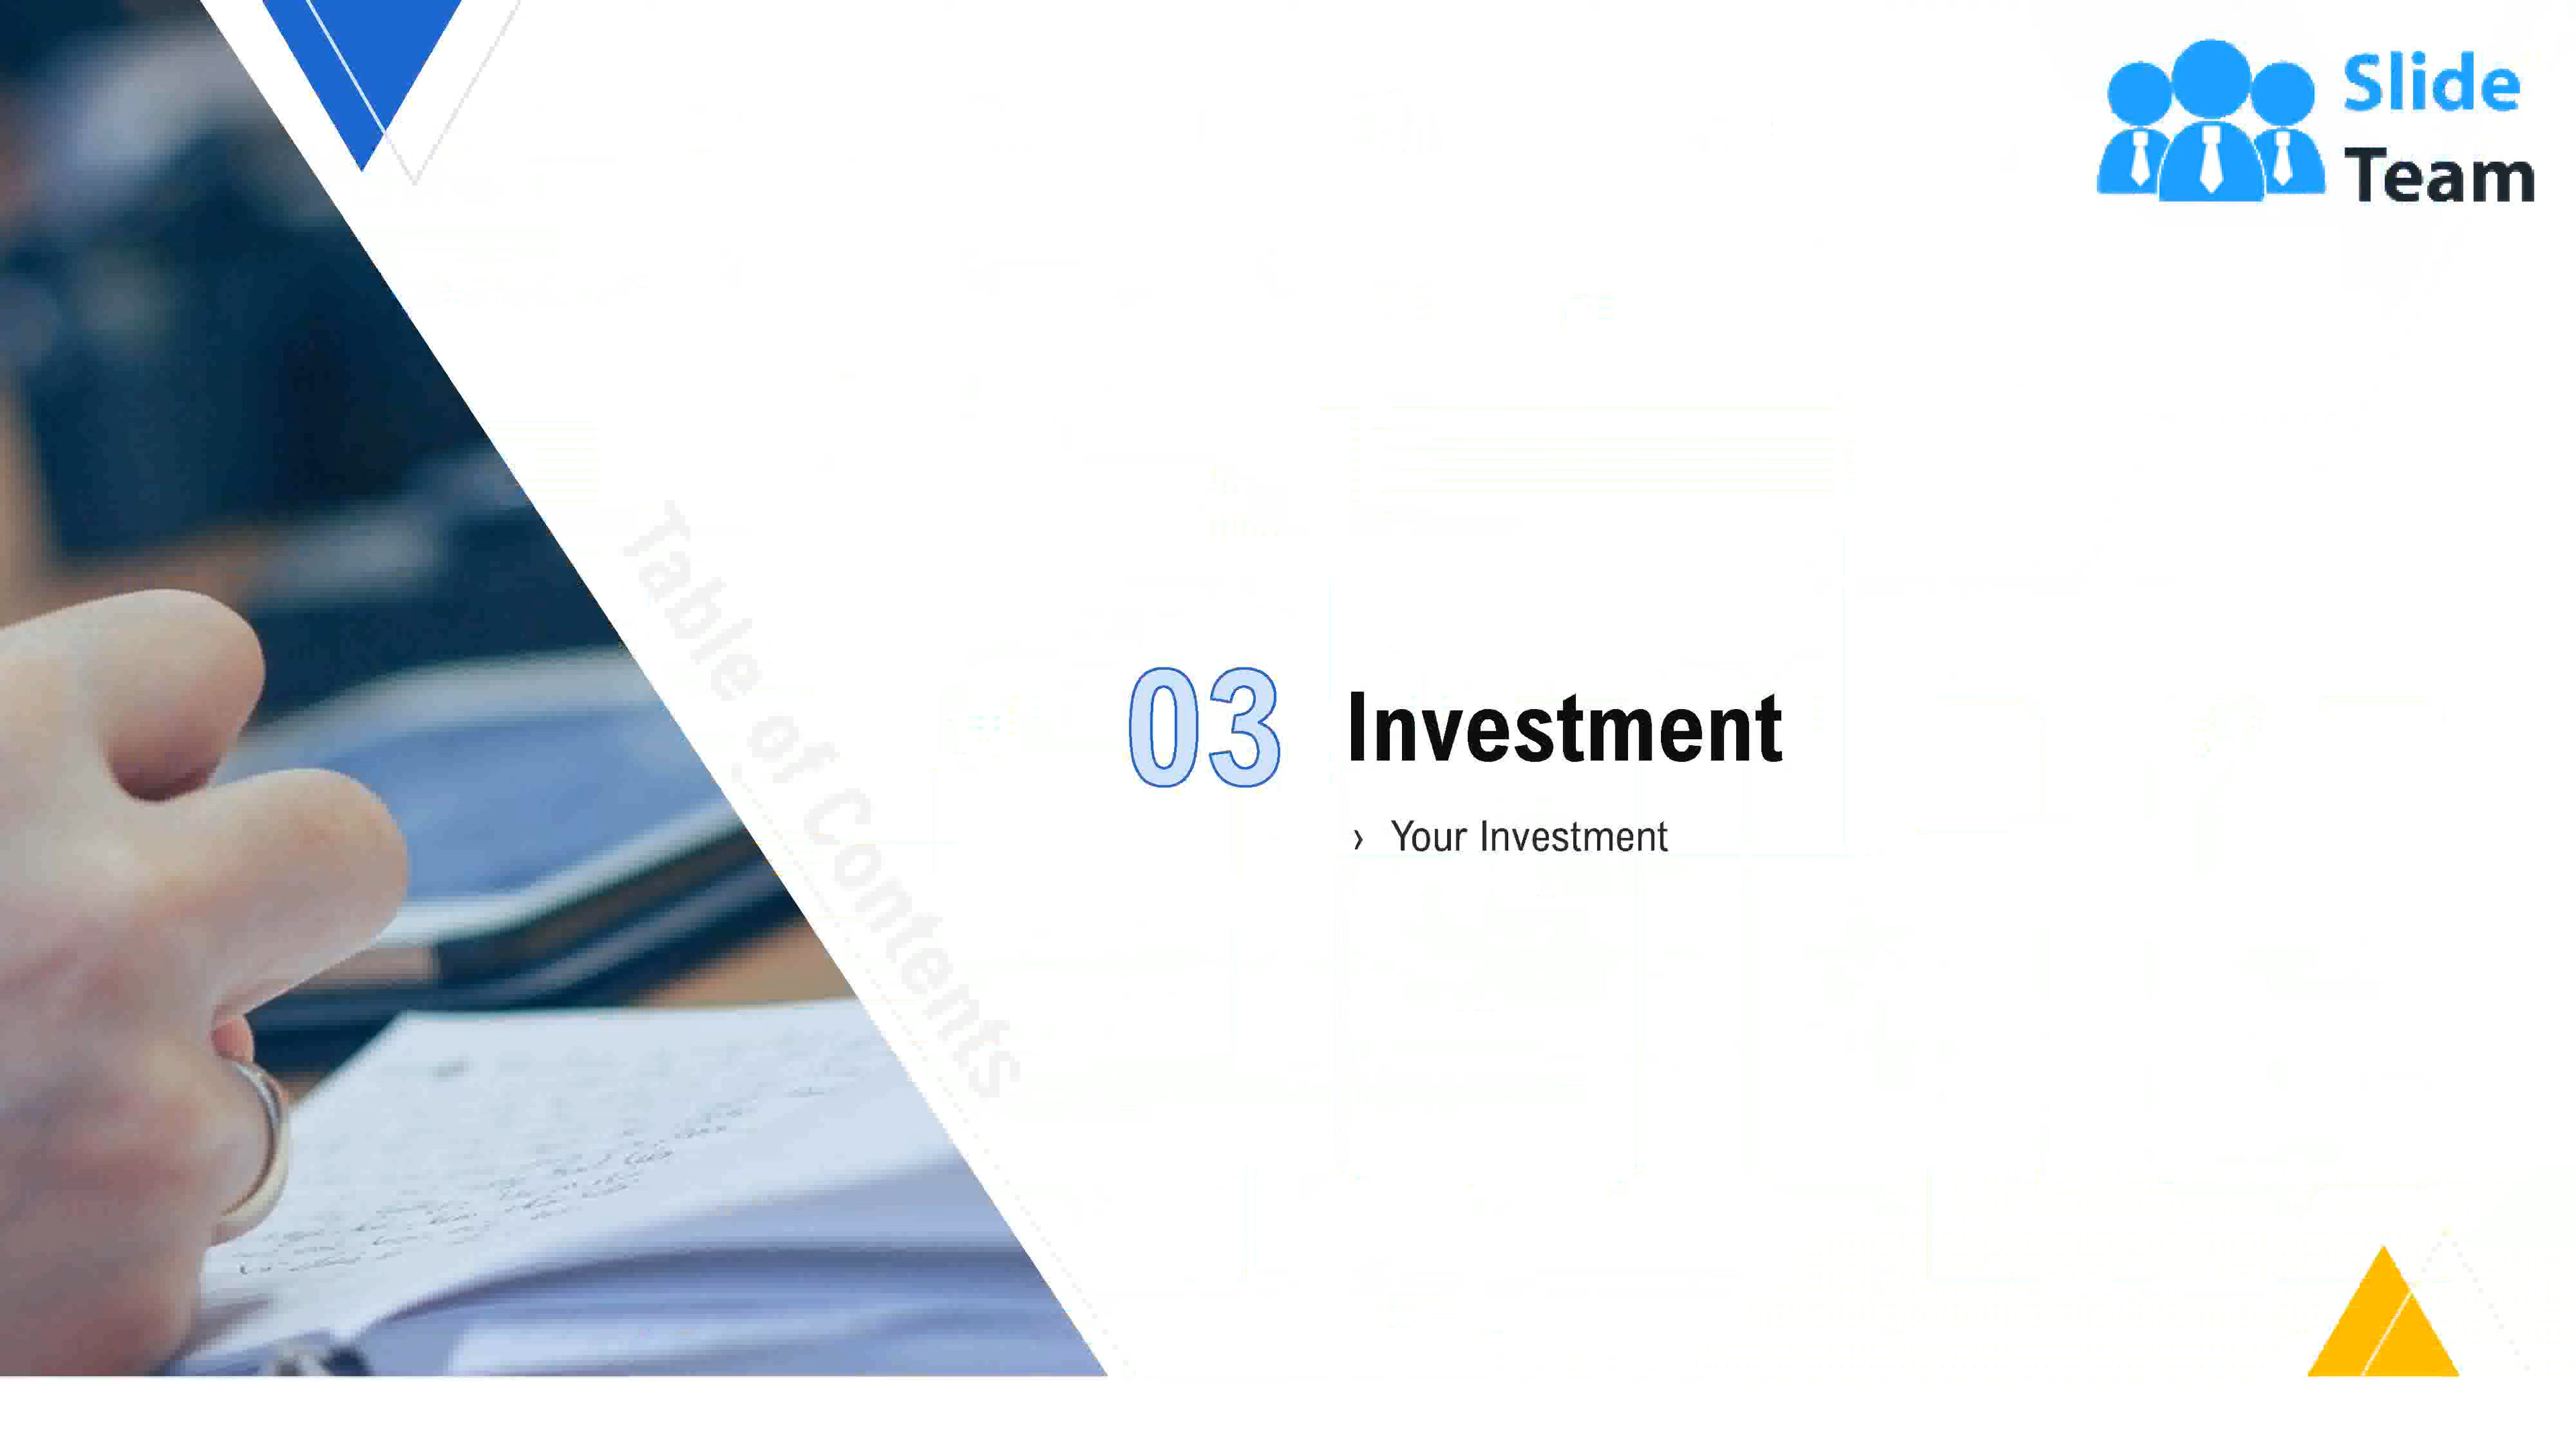 Slide
Team
Table of Contents
03 Investment
› Your Investment